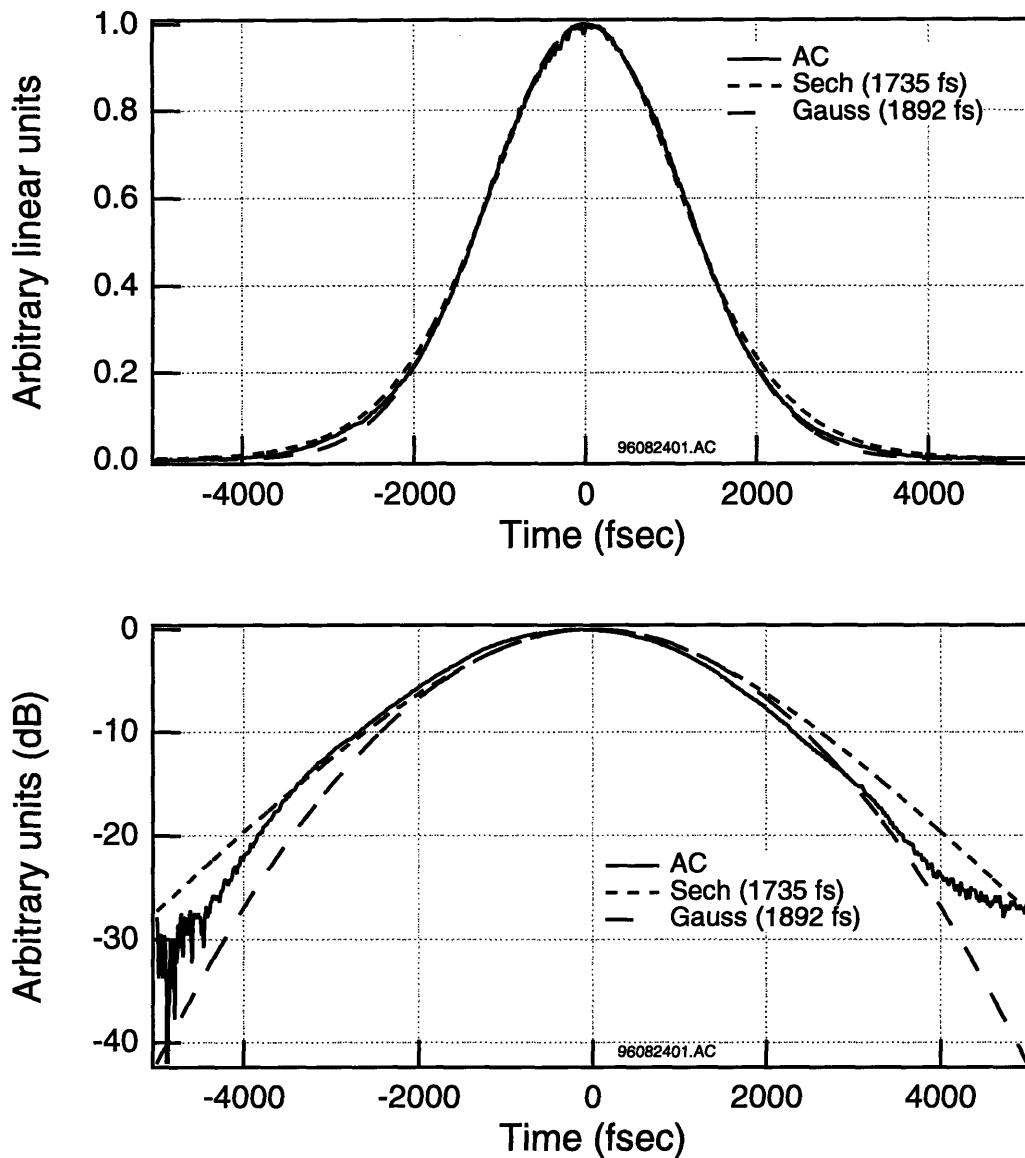 1.0
0.8
0.6
0.4
0.2
0.0
Arbitrary linear units
AC
Sech (1735 fs)
Gauss (1892 fs)
96082401.AC
-4000
-2000
0
2000
4000
Time (fsec)
0
-10
-20
-30
-40
Arbitrary units (dB)
AC
Sech (1735 fs)
Gauss (1892 fs)
96082401.AC
-4000
-2000
0
2000
4000
Time (fsec)